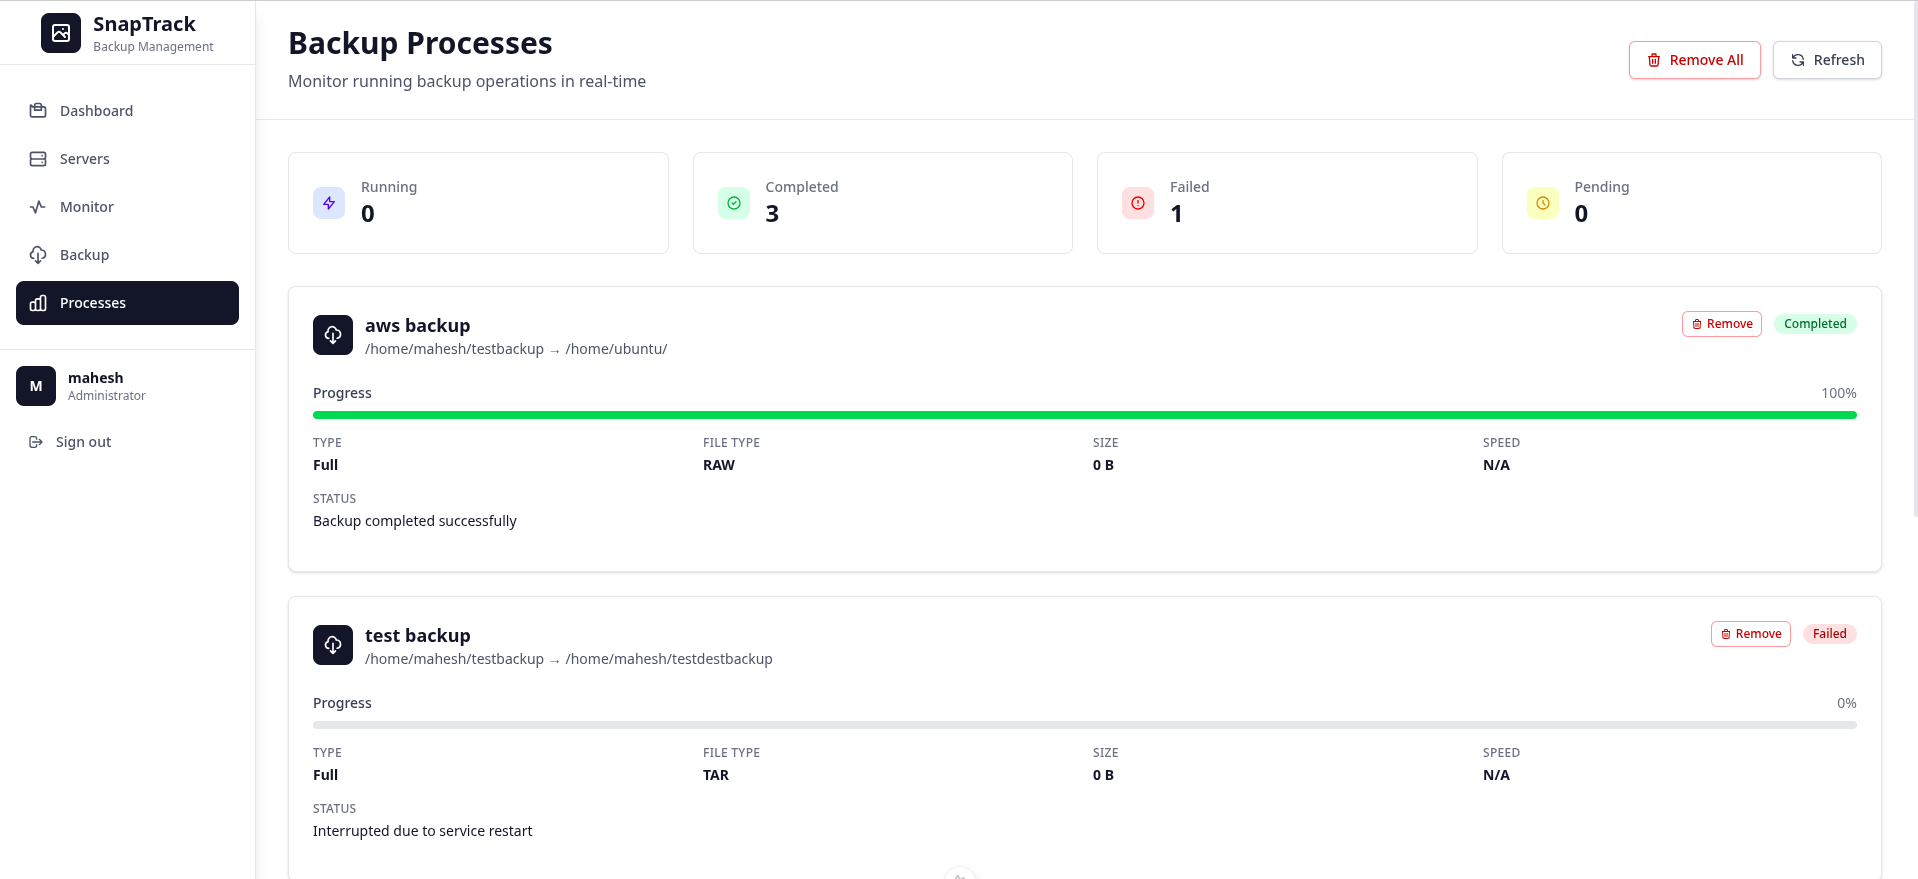 SnapTrack
Backup Management
Dashboard
Servers
Monitor
Backup
Processes
M
mahesh
Administrator
Sign out
Backup Processes
Monitor running backup operations in real-time
Remove All
Refresh
Running
0
Completed
3
Failed
1
Pending
0
aws backup
/home/mahesh/testbackup → /home/ubuntu/
Remove
Completed
Progress
100%
TYPE
Full
FILE TYPE
RAW
SIZE
0 B
SPEED
N/A
STATUS
Backup completed successfully
test backup
/home/mahesh/testbackup → /home/mahesh/testdestbackup
Remove
Failed
Progress
0%
TYPE
Full
FILE TYPE
TAR
SIZE
0 B
SPEED
N/A
STATUS
Interrupted due to service restart